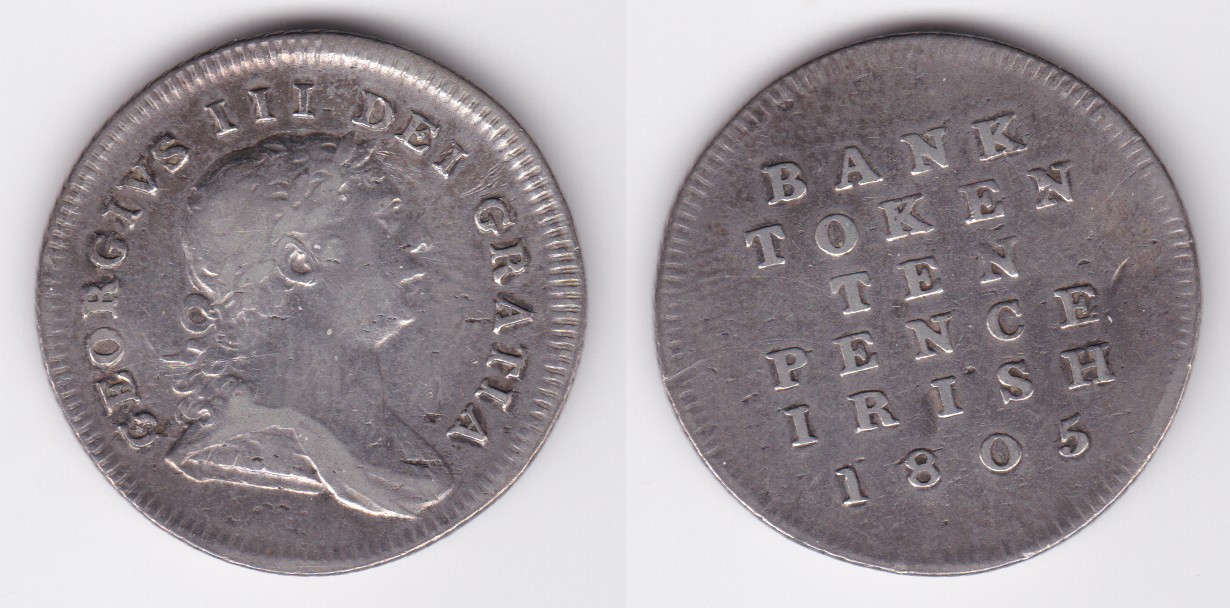 GEORGIVS III DEI GRATIA
BANK
TOKEN
TEN
PENCE
IRISH
1805